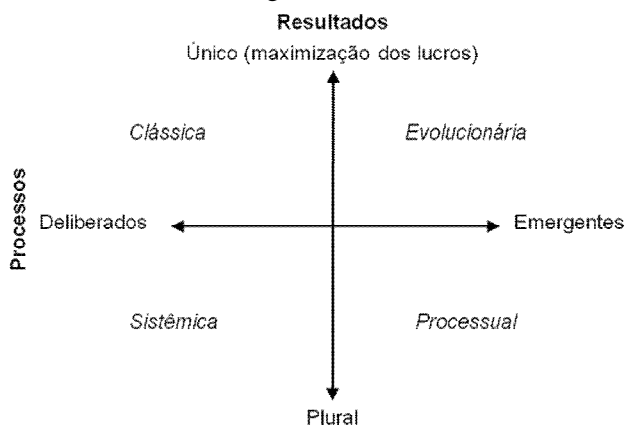 Resultados
Único (maximização dos lucros)
Clássica
Evolucionária
Processos
Deliberados
Emergentes
Sistêmica
Processual
Plural